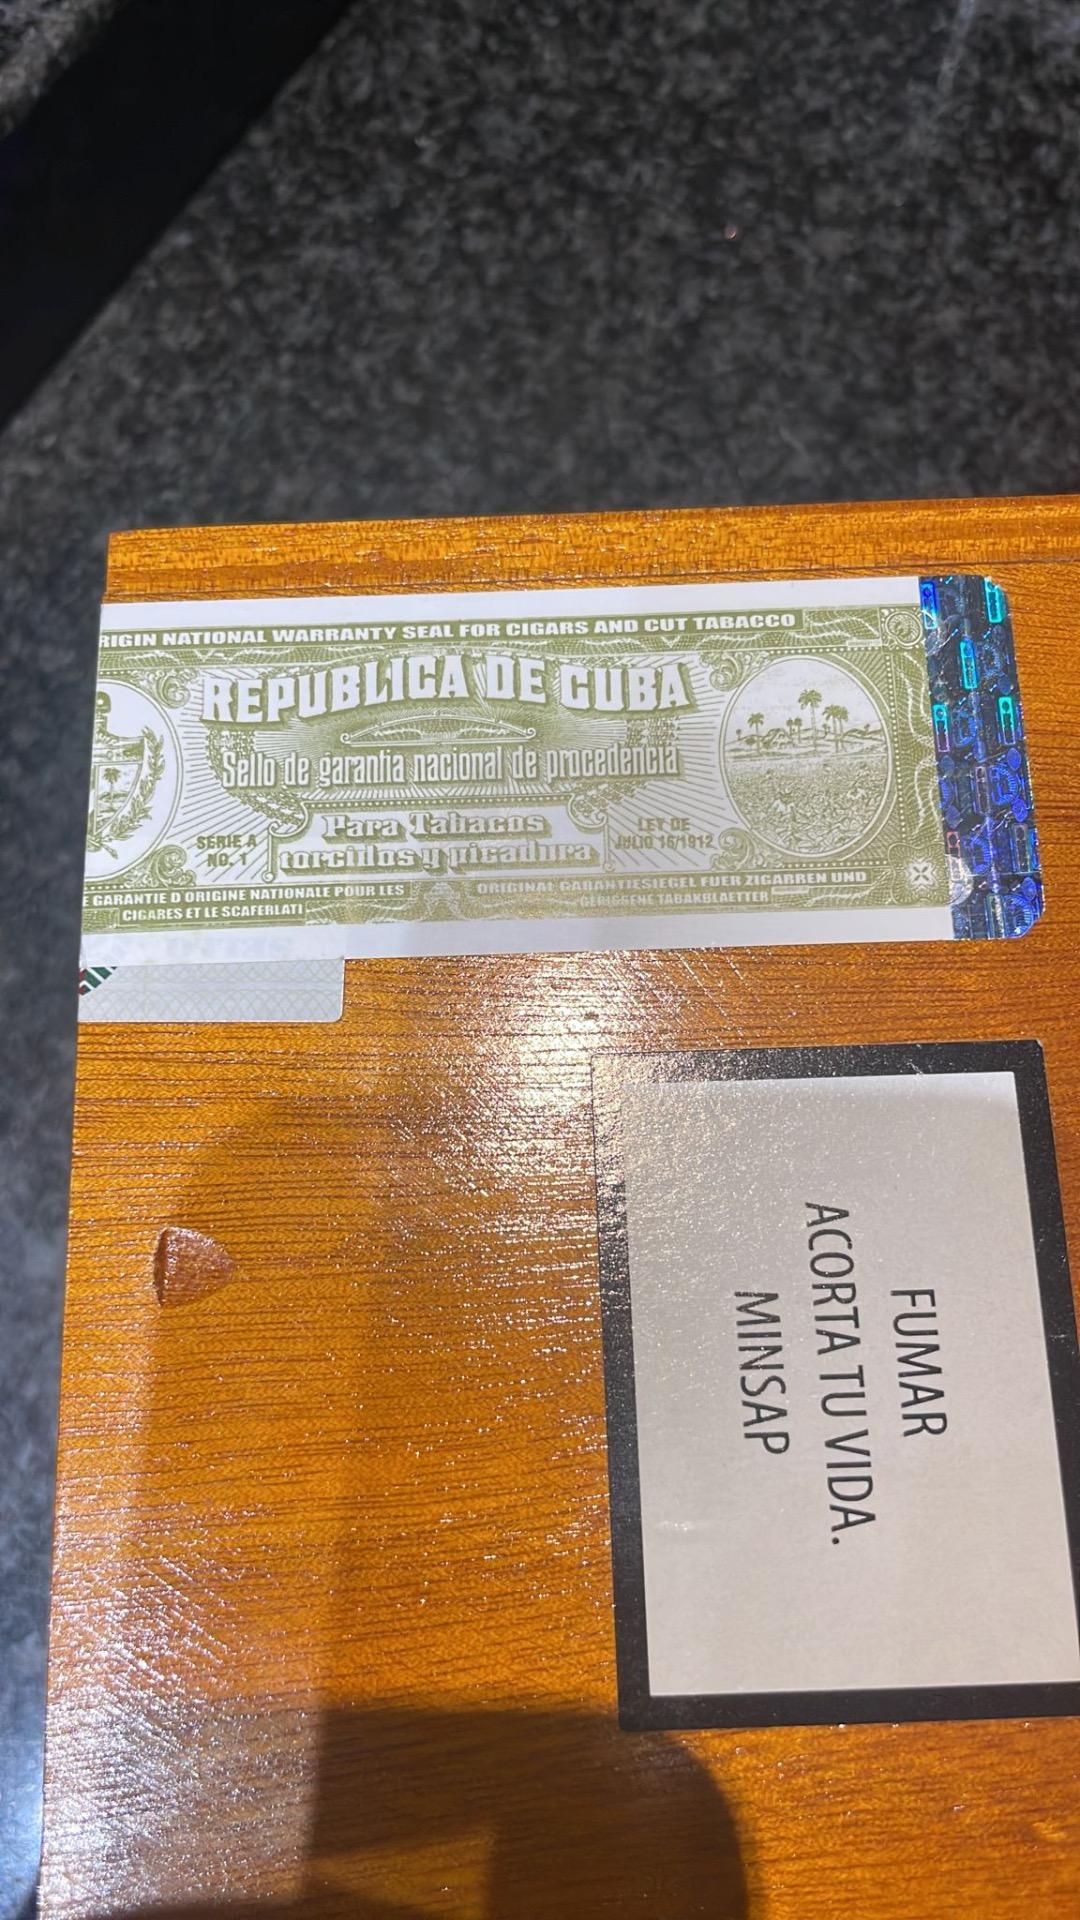 RIGIN NATIONAL WARRANTY SEAL FOR CIGARS AND CUT TABACCO
REPUBLICA DE CUBA
Sello de garantia nacional de procedencia
Para Tabacos
torcidos y picadura
SERIE A
NO. 1
LEY DE
JULIO 16/1912
E GARANTIE D ORIGINE NATIONALE POUR LES
CIGARES ET LE SCAFERLATI
ORIGINAL GARANTIESIEGEL FUER ZIGARREN UND
GERISSENE TABAKBLAETTER
FUMAR
ACORTA TU VIDA.
MINSAP